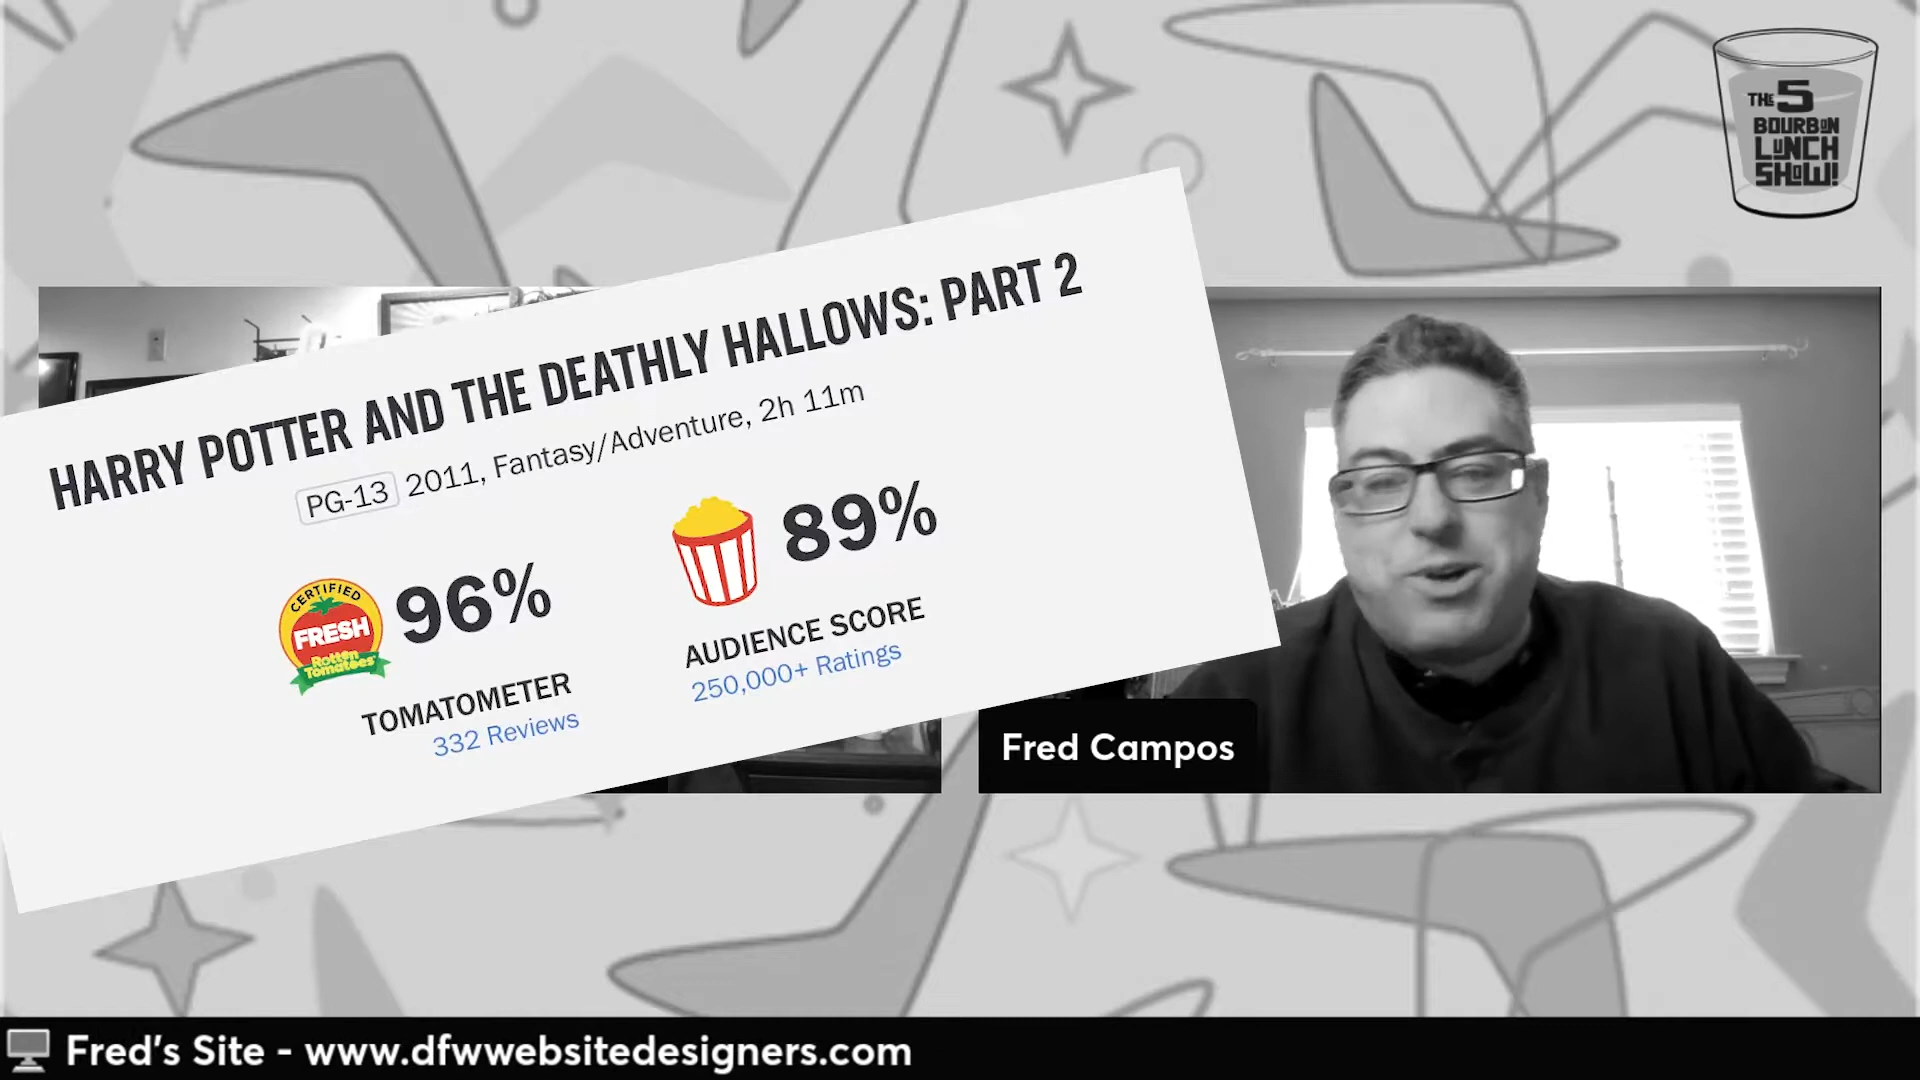 THE 5
BOURBON
LUNCH
SHOW!
HARRY POTTER AND THE DEATHLY HALLOWS: PART 2
PG-13 2011, Fantasy/Adventure, 2h 11m
CERTIFIED
FRESH
Rotten
Tomatoes
96%
TOMATOMETER
332 Reviews
89%
AUDIENCE SCORE
250,000+ Ratings
Fred Campos
Fred's Site - www.dfwwebsitedesigners.com